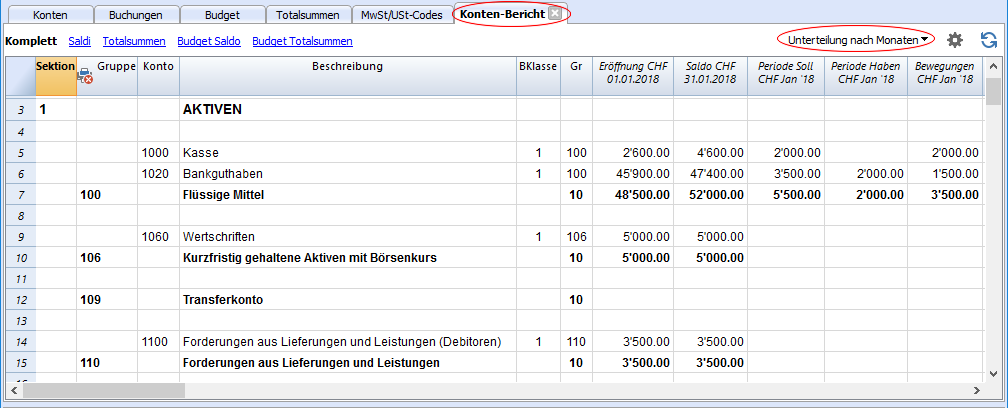 Konten Buchungen Budget Totalsummen MwSt/USt-Codes Konten-Bericht
Komplett Saldi Totalsummen Budget Saldo Budget Totalsummen Unterteilung nach Monaten
Sektion Gruppe Konto Beschreibung BKlasse Gr Eröffnung CHF 01.01.2018 Saldo CHF 31.01.2018 Periode Soll CHF Jan `18 Periode Haben CHF Jan `18 Bewegungen CHF Jan `18
3 1 AKTIVEN
4
5 1000 Kasse 1 100 2'600.00 4'600.00 2'000.00 2'000.00
6 1020 Bankguthaben 1 100 45'900.00 47'400.00 3'500.00 2'000.00 1'500.00
7 100 Flüssige Mittel 10 48'500.00 52'000.00 5'500.00 2'000.00 3'500.00
8
9 1060 Wertschriften 1 106 5'000.00 5'000.00
10 106 Kurzfristig gehaltene Aktiven mit Börsenkurs 10 5'000.00 5'000.00
11
12 109 Transferkonto 10
13
14 1100 Forderungen aus Lieferungen und Leistungen (Debitoren) 1 110 3'500.00 3'500.00
15 110 Forderungen aus Lieferungen und Leistungen 10 3'500.00 3'500.00